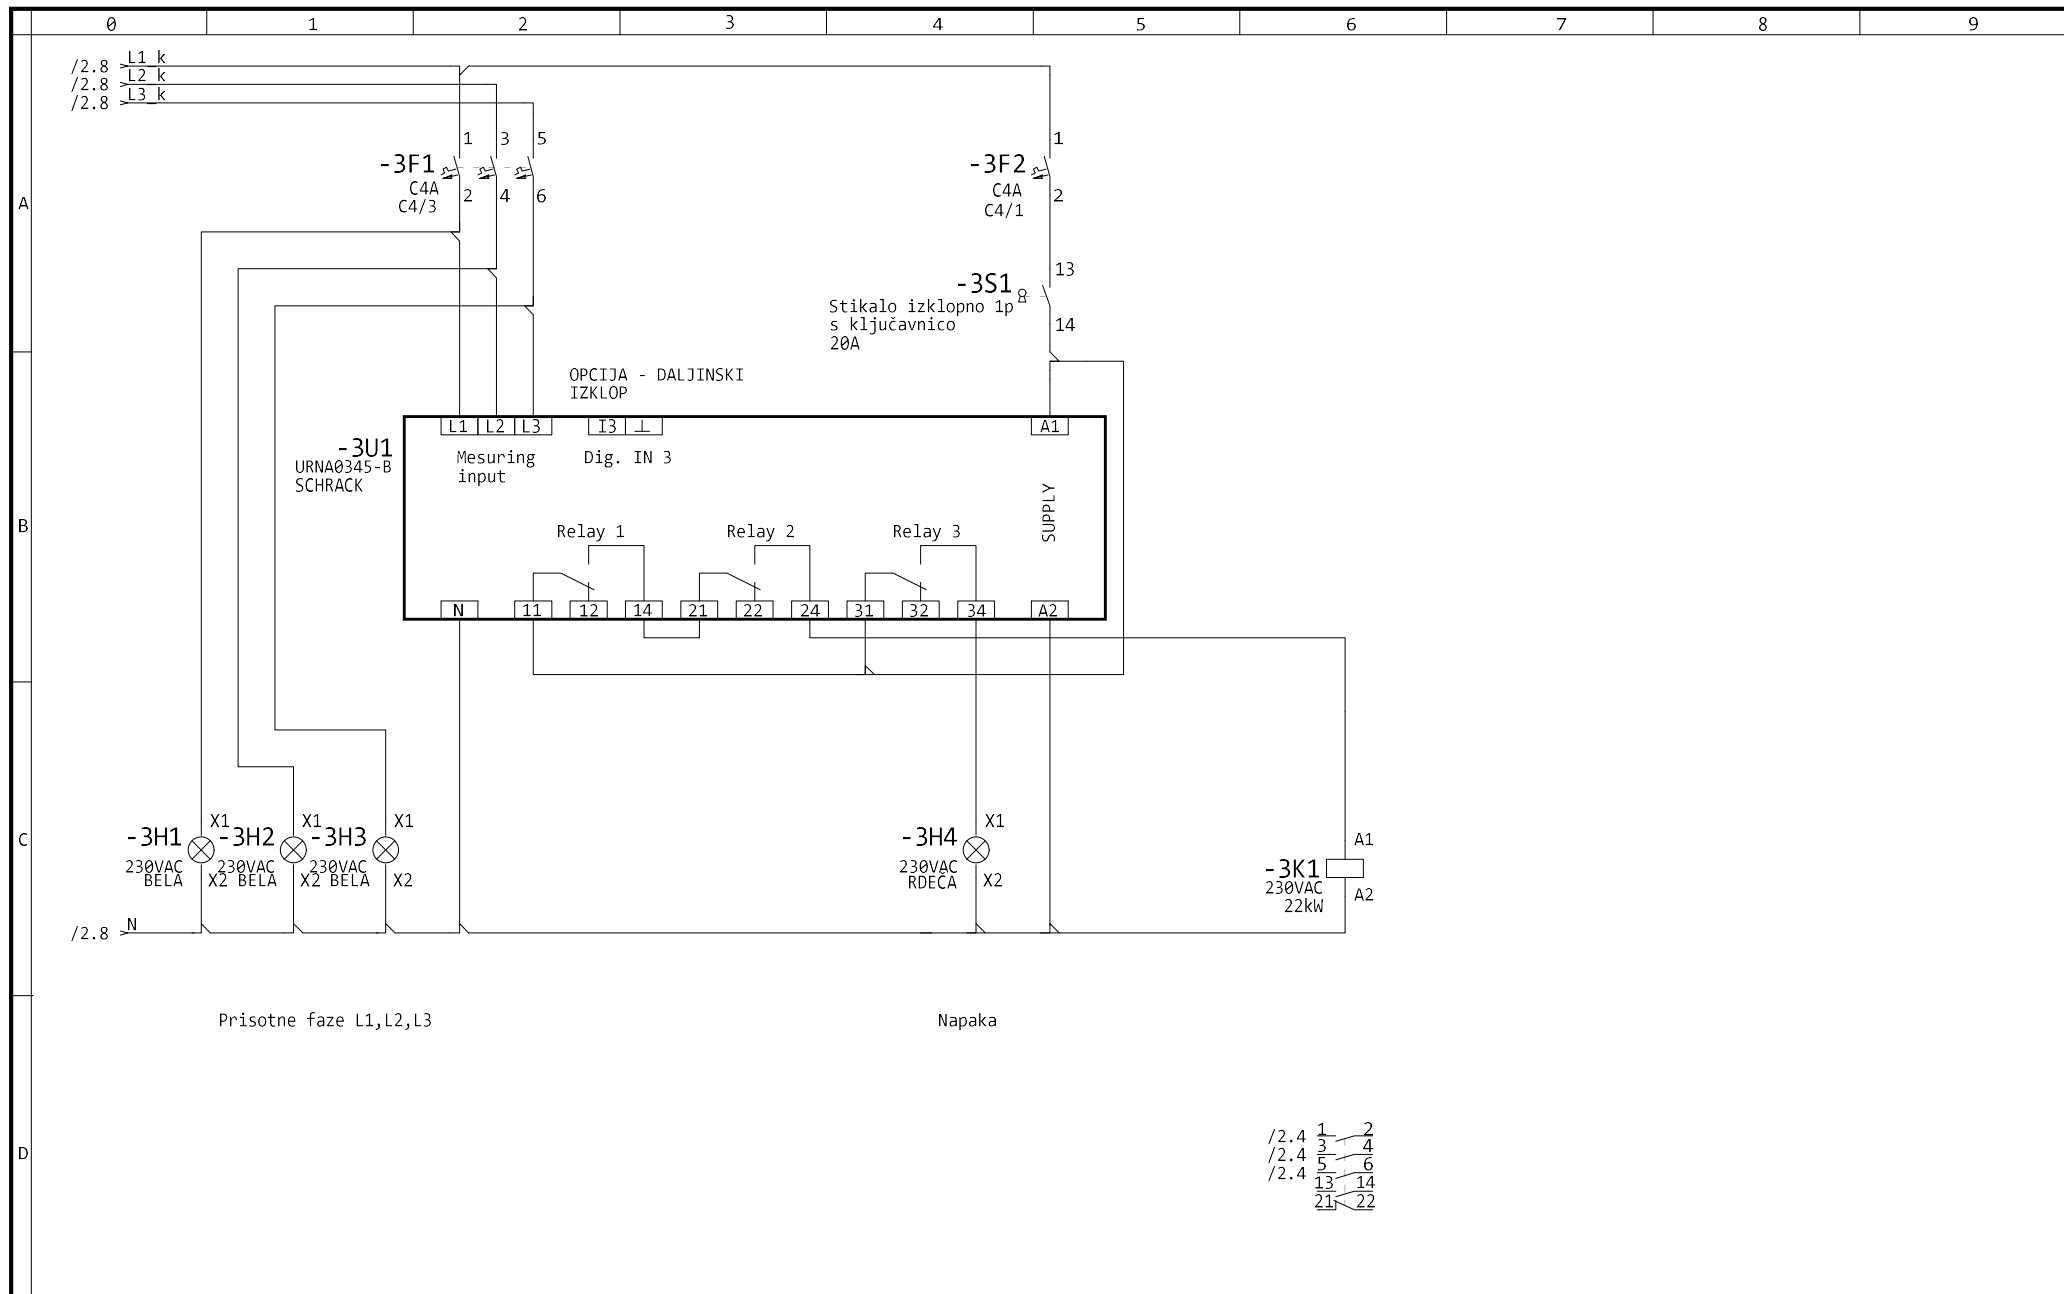 0 1 2 3 4 5 6 7 8 9
/2.8 L1_k
/2.8 L2_k
/2.8 L3_k
1 3 5 1
-3F1 -3F2
C4A C4A
C4/3 C4/1
2 4 6 2
A
13
-3S1
Stikalo izklopno 1p
s ključavnico
20A
14
OPCIJA - DALJINSKI
IZKLOP
L1 L2 L3 I3 ⊥ A1
-3U1
URNA0345-B
SCHRACK
Mesuring
input
Dig. IN 3
SUPPLY
B
Relay 1 Relay 2 Relay 3
N 11 12 14 21 22 24 31 32 34 A2
X1 X1 X1 X1
C
-3H1 -3H2 -3H3 -3H4
230VAC 230VAC 230VAC 230VAC
BELA BELA BELA RDEČA
X2 X2 X2 X2
A1
-3K1
230VAC
22kW
A2
/2.8 N
Prisotne faze L1,L2,L3 Napaka
D
/2.4 1 2
/2.4 3 4
/2.4 5 6
13 14
21 22